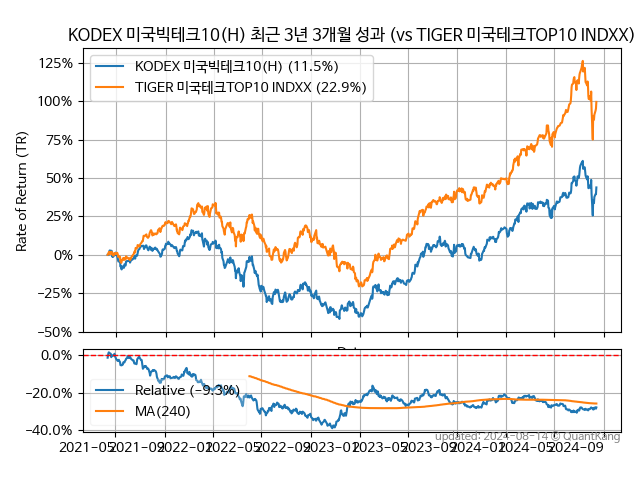 KODEX 미국빅테크10(H) 최근 3년 3개월 성과 (vs TIGER 미국테크TOP10 INDXX)
KODEX 미국빅테크10(H) (11.5%)
TIGER 미국테크TOP10 INDXX (22.9%)
Rate of Return (TR)
125%
100%
75%
50%
25%
0%
−25%
−50%
0.0%
−20.0%
−40.0%
Relative (−9.3%)
MA(240)
2021-05 2021-09 2022-01 2022-05 2022-09 2023-01 2023-05 2023-09 2024-01 2024-05 2024-09
updated: 2024-08-14 © QuantKang